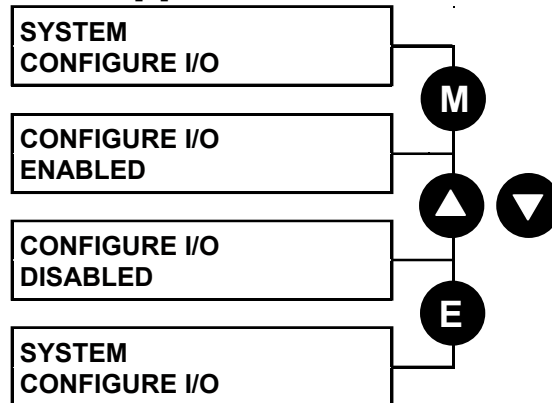 SYSTEM
CONFIGURE I/O
M
CONFIGURE I/O
ENABLED
CONFIGURE I/O
DISABLED
E
SYSTEM
CONFIGURE I/O